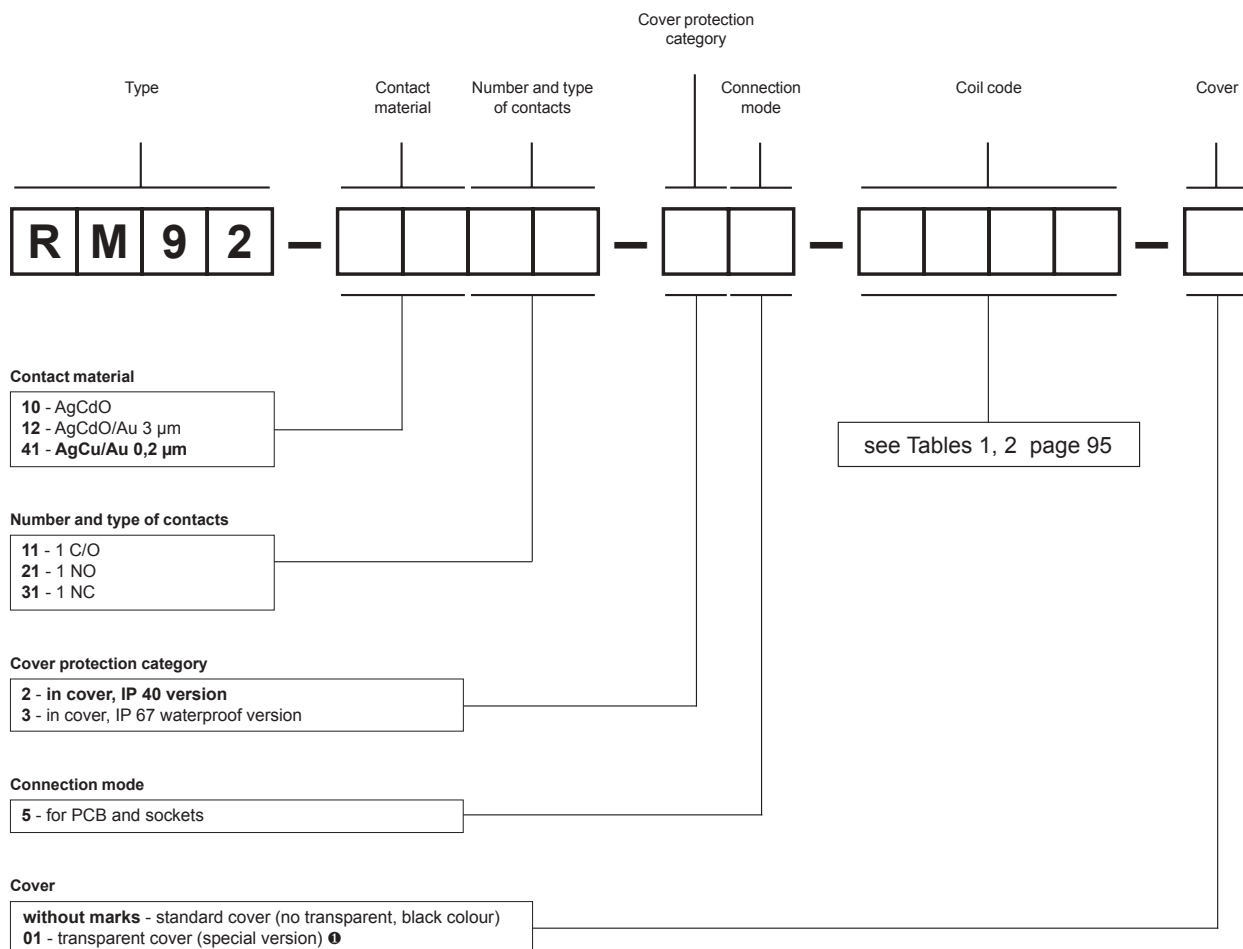 Cover protection
category
Type
Contact
material
Number and type
of contacts
Connection
mode
Coil code
Cover
R M 9 2 – – – –
Contact material
10 - AgCdO
12 - AgCdO/Au 3 µm
41 - AgCu/Au 0,2 µm
see Tables 1, 2 page 95
Number and type of contacts
11 - 1 C/O
21 - 1 NO
31 - 1 NC
Cover protection category
2 - in cover, IP 40 version
3 - in cover, IP 67 waterproof version
Connection mode
5 - for PCB and sockets
Cover
without marks - standard cover (no transparent, black colour)
01 - transparent cover (special version) ❶